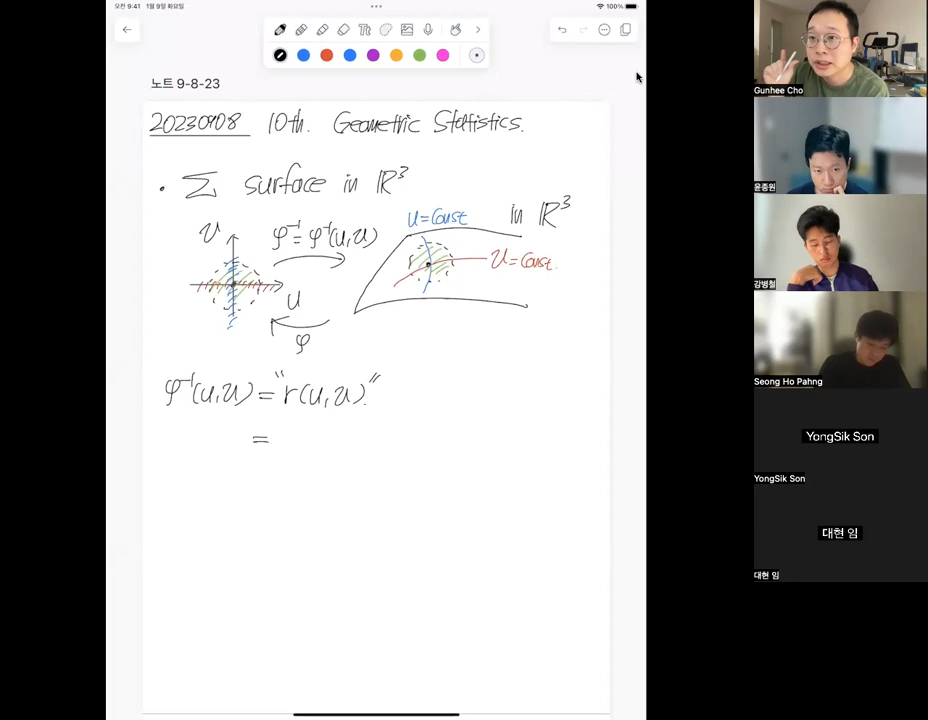 오전 9:41 1월 9일 화요일
100%
노트 9-8-23
20230908 10th. Geometric Statistics.
• Σ surface in ℝ³
v
φ⁻¹=φ⁻¹(u,v)
u=const
in ℝ³
v=const.
u
φ
φ⁻¹(u,v) = "r(u,v)."
=
Gunhee Cho
윤종원
강병철
Seong Ho Pahng
YongSik Son
YongSik Son
대현 임
대현 임